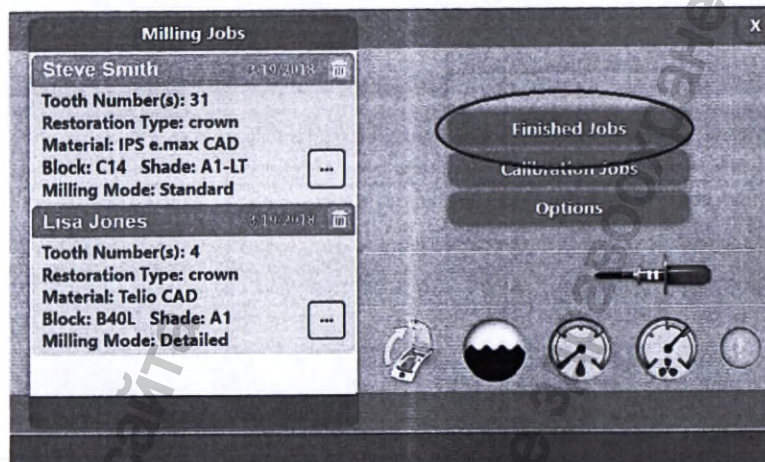 Milling Jobs
X
Steve Smith 3/19/2018
Tooth Number(s): 31
Restoration Type: crown
Material: IPS e.max CAD
Block: C14 Shade: A1-LT
Milling Mode: Standard
...
Lisa Jones 3/19/2018
Tooth Number(s): 4
Restoration Type: crown
Material: Telio CAD
Block: B40L Shade: A1
Milling Mode: Detailed
...
Finished Jobs
Calibration Jobs
Options